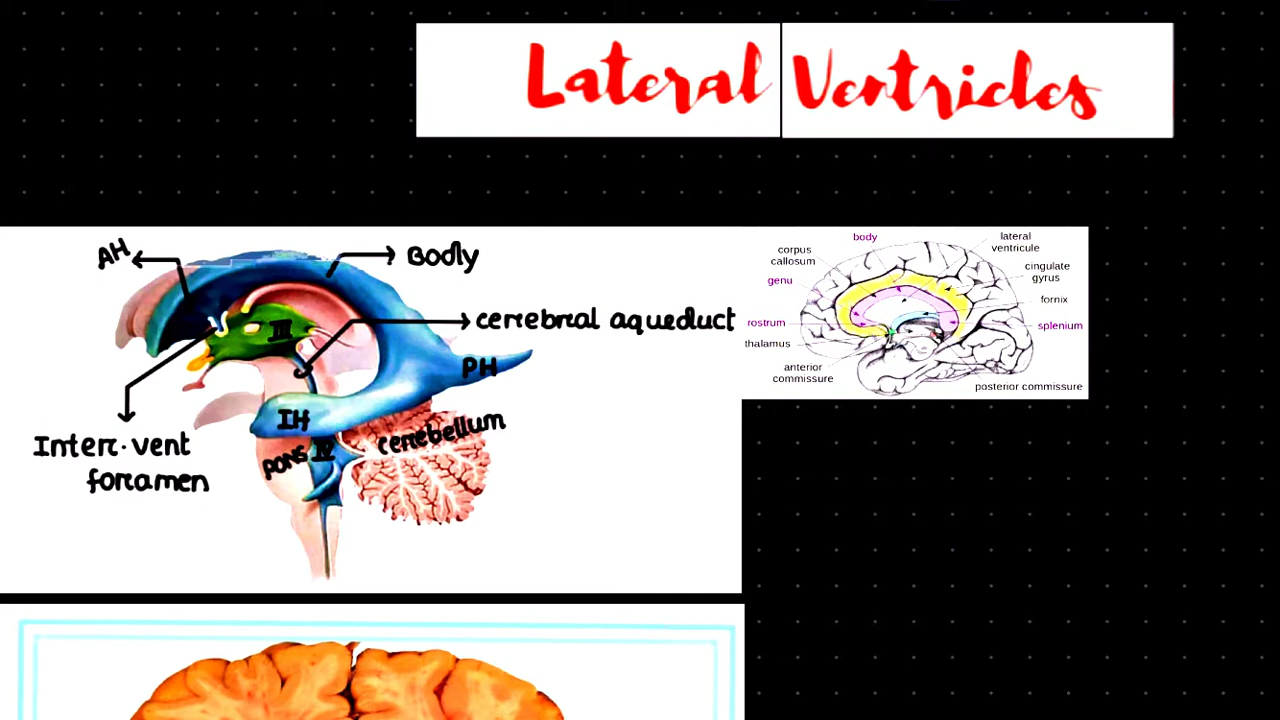 Lateral Ventricles
AH
Body
III
cerebral aqueduct
PH
IH
Inter.vent
foramen
PONS
IV
cerebellum
body
corpus
callosum
genu
rostrum
thalamus
anterior
commissure
lateral
ventricule
cingulate
gyrus
fornix
splenium
posterior commissure